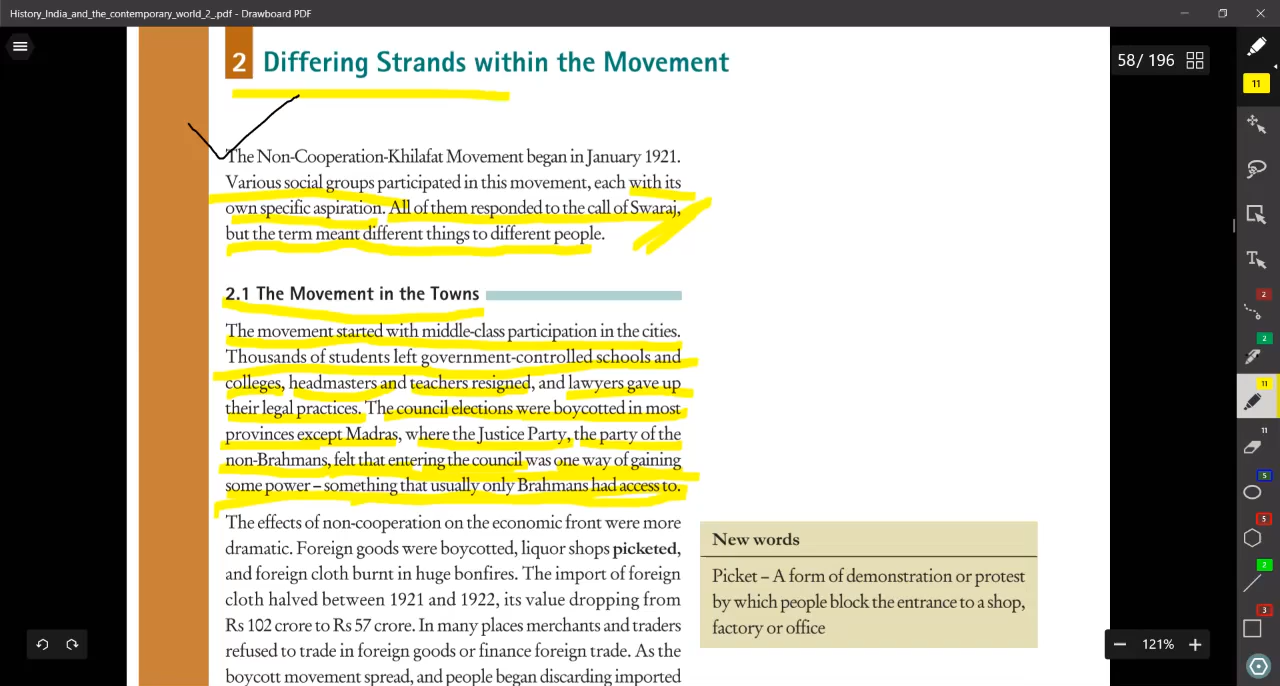 History_India_and_the_contemporary_world_2_.pdf - Drawboard PDF
58/ 196
2 Differing Strands within the Movement
The Non-Cooperation-Khilafat Movement began in January 1921.
Various social groups participated in this movement, each with its
own specific aspiration. All of them responded to the call of Swaraj,
but the term meant different things to different people.
2.1 The Movement in the Towns
The movement started with middle-class participation in the cities.
Thousands of students left government-controlled schools and
colleges, headmasters and teachers resigned, and lawyers gave up
their legal practices. The council elections were boycotted in most
provinces except Madras, where the Justice Party, the party of the
non-Brahmans, felt that entering the council was one way of gaining
some power – something that usually only Brahmans had access to.
The effects of non-cooperation on the economic front were more
dramatic. Foreign goods were boycotted, liquor shops picketed,
and foreign cloth burnt in huge bonfires. The import of foreign
cloth halved between 1921 and 1922, its value dropping from
Rs 102 crore to Rs 57 crore. In many places merchants and traders
refused to trade in foreign goods or finance foreign trade. As the
boycott movement spread, and people began discarding imported
New words
Picket – A form of demonstration or protest
by which people block the entrance to a shop,
factory or office
11
2
2
11
11
5
5
2
3
121%